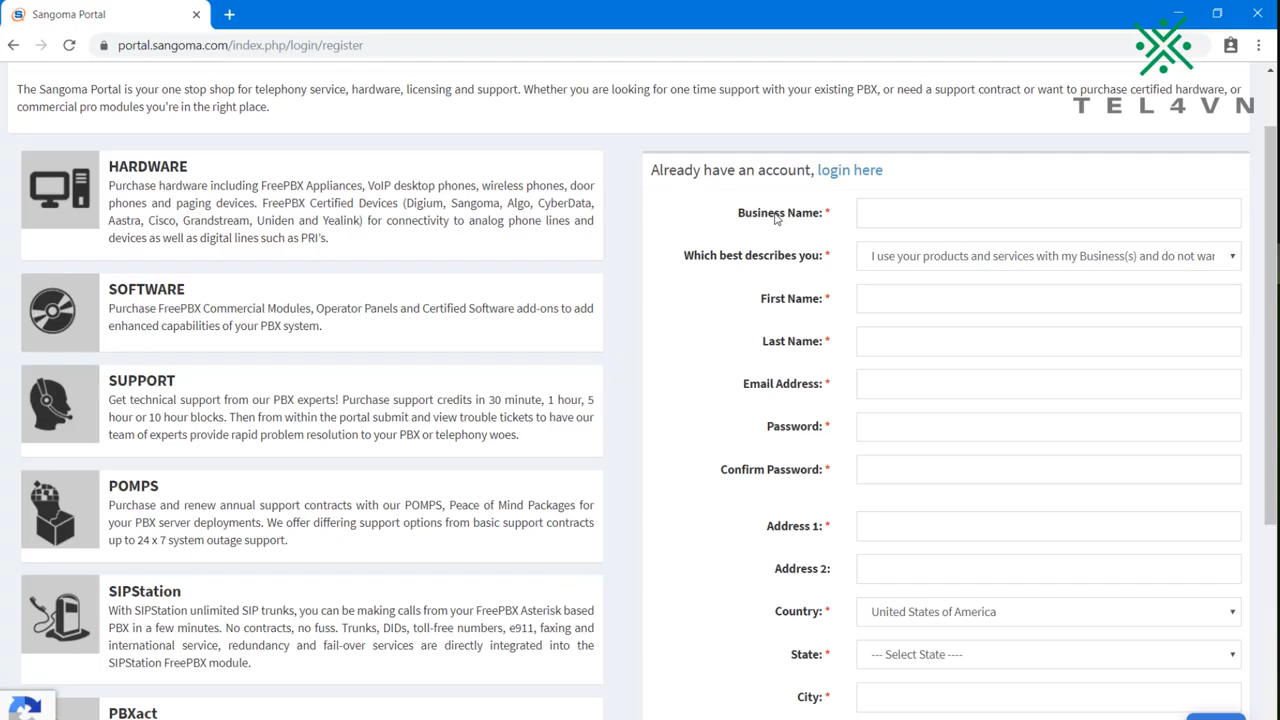 Sangoma Portal
portal.sangoma.com/index.php/login/register
The Sangoma Portal is your one stop shop for telephony service, hardware, licensing and support. Whether you are looking for one time support with your existing PBX, or need a support contract or want to purchase certified hardware, or
commercial pro modules you're in the right place.
TEL4VN
HARDWARE
Purchase hardware including FreePBX Appliances, VoIP desktop phones, wireless phones, door
phones and paging devices. FreePBX Certified Devices (Digium, Sangoma, Algo, CyberData,
Aastra, Cisco, Grandstream, Uniden and Yealink) for connectivity to analog phone lines and
devices as well as digital lines such as PRI's.
SOFTWARE
Purchase FreePBX Commercial Modules, Operator Panels and Certified Software add-ons to add
enhanced capabilities of your PBX system.
SUPPORT
Get technical support from our PBX experts! Purchase support credits in 30 minute, 1 hour, 5
hour or 10 hour blocks. Then from within the portal submit and view trouble tickets to have our
team of experts provide rapid problem resolution to your PBX or telephony woes.
POMPS
Purchase and renew annual support contracts with our POMPS, Peace of Mind Packages for
your PBX server deployments. We offer differing support options from basic support contracts
up to 24 x 7 system outage support.
SIPStation
With SIPStation unlimited SIP trunks, you can be making calls from your FreePBX Asterisk based
PBX in a few minutes. No contracts, no fuss. Trunks, DIDs, toll-free numbers, e911, faxing and
international service, redundancy and fail-over services are directly integrated into the
SIPStation FreePBX module.
PBXact
Already have an account, login here
Business Name: *
Which best describes you: * I use your products and services with my Business(s) and do not war
First Name: *
Last Name: *
Email Address: *
Password: *
Confirm Password: *
Address 1: *
Address 2:
Country: * United States of America
State: * --- Select State ----
City: *